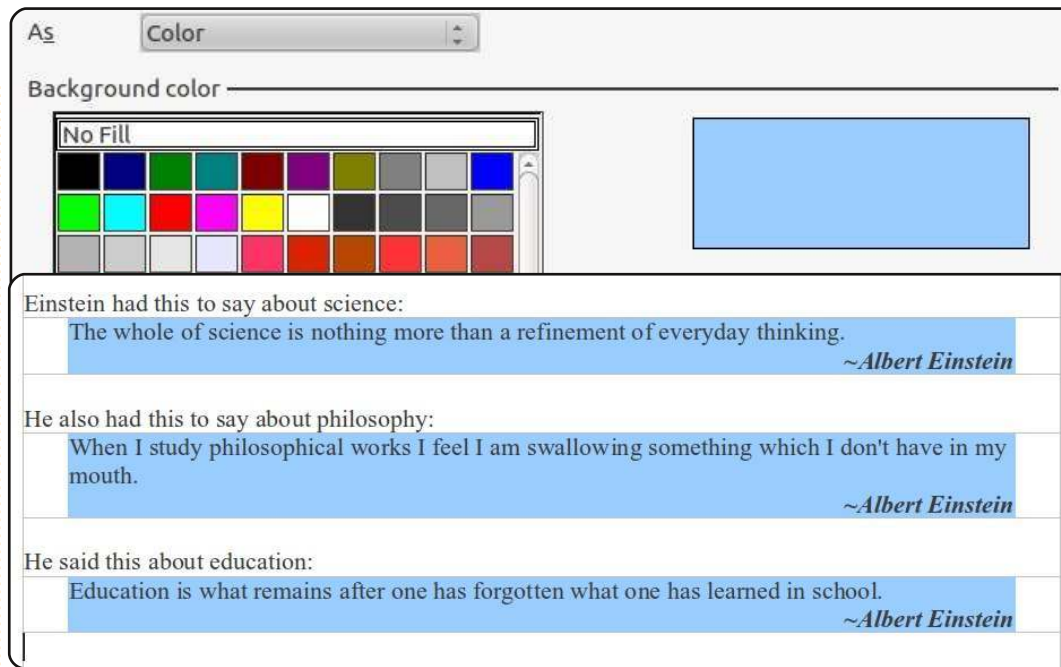 As Color
Background color
No Fill
Einstein had this to say about science:
The whole of science is nothing more than a refinement of everyday thinking.
~Albert Einstein
He also had this to say about philosophy:
When I study philosophical works I feel I am swallowing something which I don't have in my
mouth.
~Albert Einstein
He said this about education:
Education is what remains after one has forgotten what one has learned in school.
~Albert Einstein